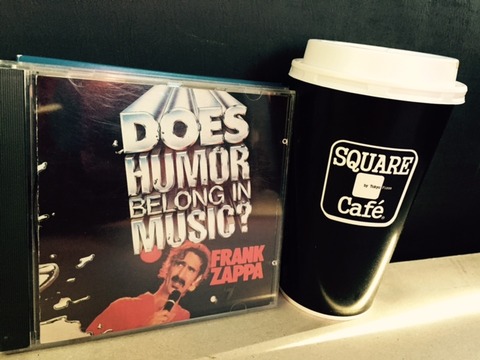 DOES
HUMOR
BELONG IN
MUSIC?
FRANK
ZAPPA
SQUARE
Café